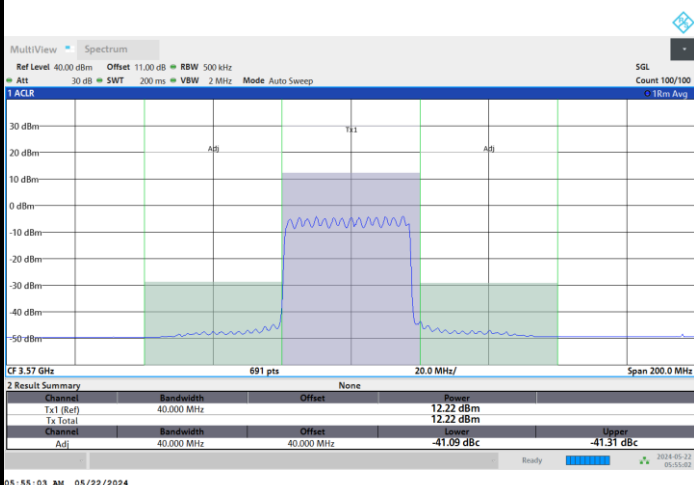 MultiView Spectrum
Ref Level 40.00 dBm Offset 11.00 dB RBW 500 kHz SGL
Att 30 dB SWT 200 ms VBW 2 MHz Mode Auto Sweep Count 100/100
1 ACLR 1Rm Avg
Tx1
30 dBm
Adj Adj
20 dBm
10 dBm
0 dBm
-10 dBm
-20 dBm
-30 dBm
-40 dBm
-50 dBm
CF 3.57 GHz 691 pts 20.0 MHz/ Span 200.0 MHz
2 Result Summary None
Channel Bandwidth Offset Power
Tx1 (Ref) 40.000 MHz 12.22 dBm
Tx Total 12.22 dBm
Channel Bandwidth Offset Lower Upper
Adj 40.000 MHz 40.000 MHz -41.09 dBc -41.31 dBc
Ready 2024-05-22
05:55:02
05:55:03 AM 05/22/2024